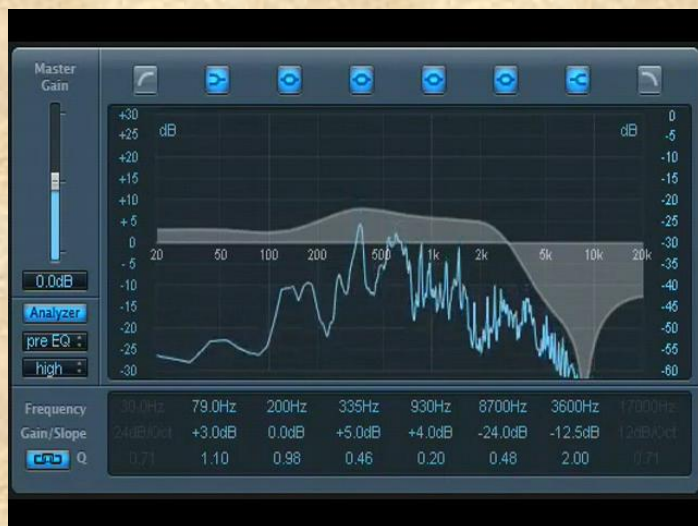 Master
Gain
+30 dB dB 0
+25 -5
+20 -10
+15 -15
+10 -20
+ 5 -25
0 -30
20 50 100 200 500 1k 2k 5k 10k 20k
- 5 -35
-10 -40
-15 -45
-20 -50
-25 -55
-30 -60
0.0dB
Analyzer
pre EQ
high
Frequency 30.0Hz 79.0Hz 200Hz 335Hz 930Hz 8700Hz 3600Hz 17000Hz
Gain/Slope 24dB/Oct +3.0dB 0.0dB +5.0dB +4.0dB -24.0dB -12.5dB 12dB/Oct
Q 0.71 1.10 0.98 0.46 0.20 0.48 2.00 0.71